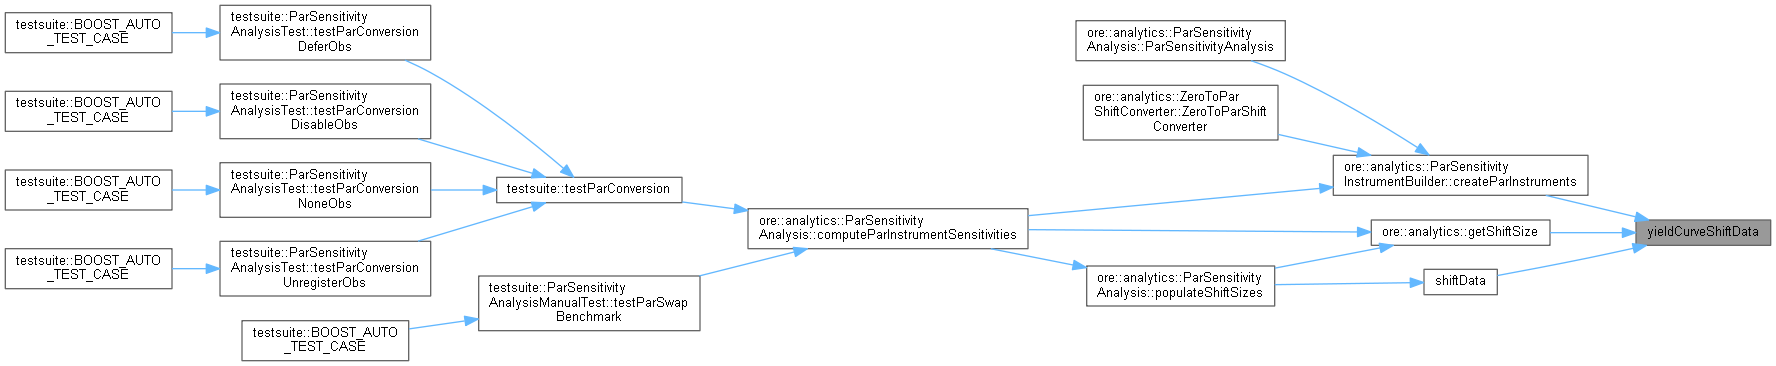 testsuite::BOOST_AUTO
_TEST_CASE
testsuite::ParSensitivity
AnalysisTest::testParConversion
DeferObs
testsuite::BOOST_AUTO
_TEST_CASE
testsuite::ParSensitivity
AnalysisTest::testParConversion
DisableObs
testsuite::BOOST_AUTO
_TEST_CASE
testsuite::ParSensitivity
AnalysisTest::testParConversion
NoneObs
testsuite::BOOST_AUTO
_TEST_CASE
testsuite::ParSensitivity
AnalysisTest::testParConversion
UnregisterObs
testsuite::BOOST_AUTO
_TEST_CASE
testsuite::testParConversion
testsuite::ParSensitivity
AnalysisManualTest::testParSwap
Benchmark
ore::analytics::ParSensitivity
Analysis::computeParInstrumentSensitivities
ore::analytics::ParSensitivity
Analysis::ParSensitivityAnalysis
ore::analytics::ZeroToPar
ShiftConverter::ZeroToParShift
Converter
ore::analytics::ParSensitivity
Analysis::populateShiftSizes
ore::analytics::ParSensitivity
InstrumentBuilder::createParInstruments
ore::analytics::getShiftSize
shiftData
yieldCurveShiftData